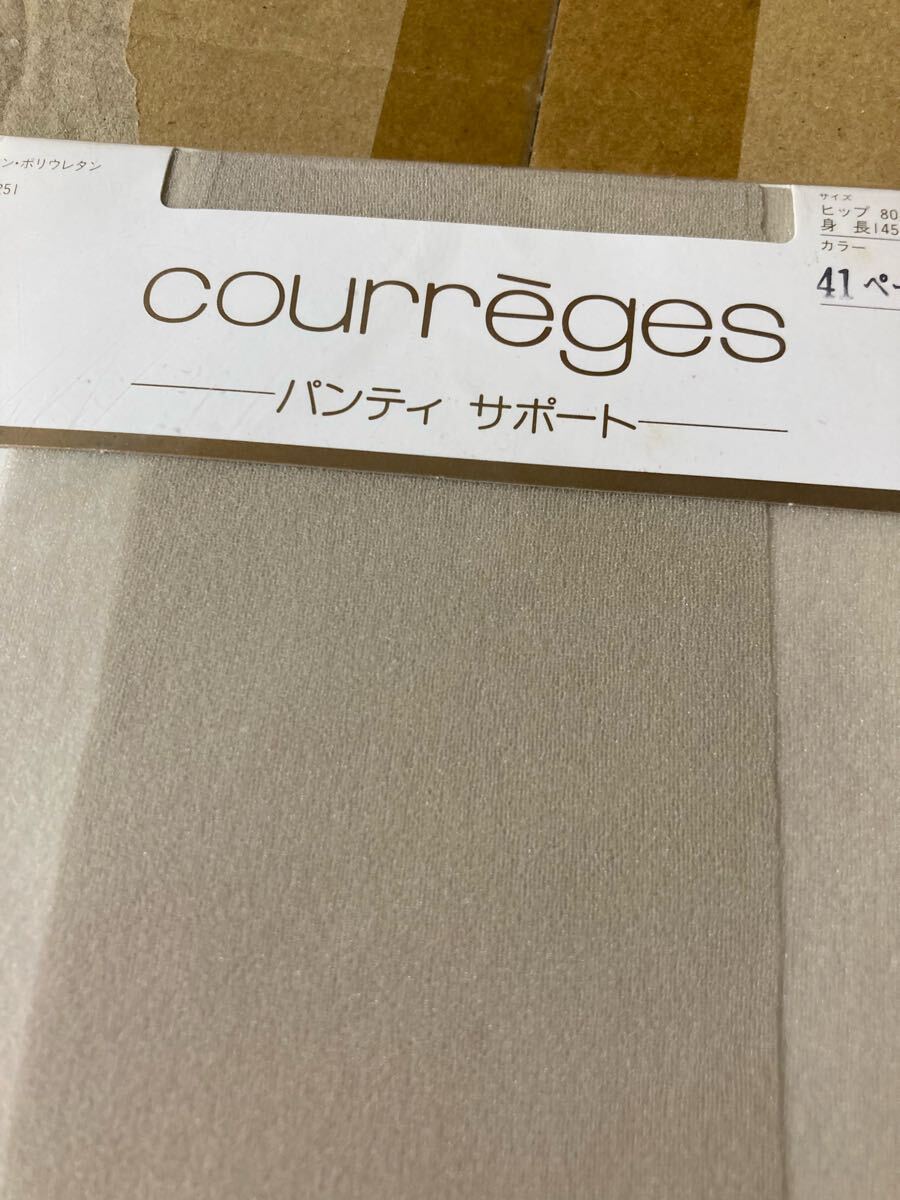 ン・ポリウレタン
251
サイズ
ヒップ 80
身 長145
カラー
41 ペー
courrēges
パンティ サポート